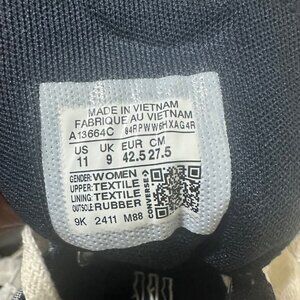 MADE IN VIETNAM
FABRIQUE AU VIETNAM
A13664C 84RPWW6HXAG4R
US UK EUR CM
11 9 42.5 27.5
GENDER: WOMEN
UPPER: TEXTILE
LINING: TEXTILE
OUTSOLE: RUBBER
CONVERSE
9K 2411 M88